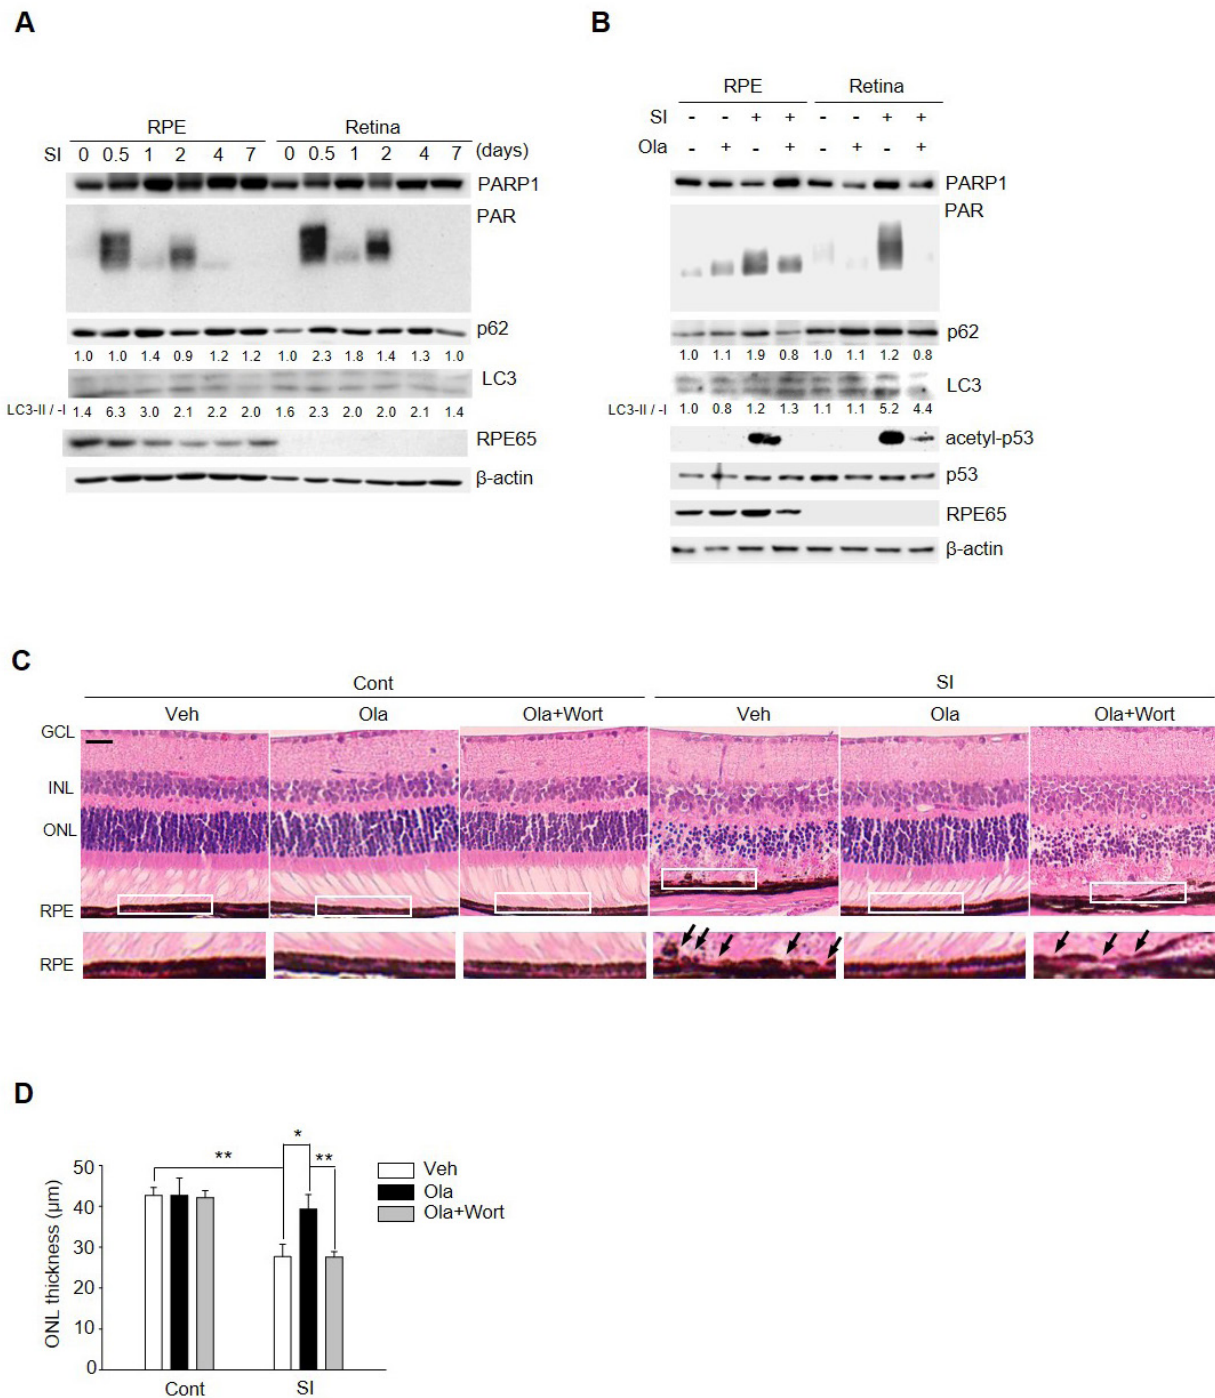 A
RPE Retina
SI 0 0.5 1 2 4 7 0 0.5 1 2 4 7 (days)
PARP1
PAR
p62
1.0 1.0 1.4 0.9 1.2 1.2 1.0 2.3 1.8 1.4 1.3 1.0
LC3
LC3-II / -I 1.4 6.3 3.0 2.1 2.2 2.0 1.6 2.3 2.0 2.0 2.1 1.4
RPE65
β-actin
B
RPE Retina
SI - - + + - - + +
Ola - + - + - + - +
PARP1
PAR
p62
1.0 1.1 1.9 0.8 1.0 1.1 1.2 0.8
LC3
LC3-II / -I 1.0 0.8 1.2 1.3 1.1 1.1 5.2 4.4
acetyl-p53
p53
RPE65
β-actin
C
Cont SI
Veh Ola Ola+Wort Veh Ola Ola+Wort
GCL
INL
ONL
RPE
RPE
D
* 
** **
50
40
30
20
10
0
ONL thickness (μm)
Cont SI
Veh
Ola
Ola+Wort